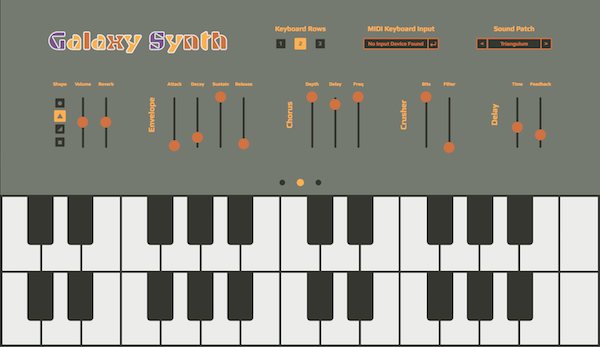 Galaxy Synth
Keyboard Rows
1 2 3
MIDI Keyboard Input
No Input Device Found
Sound Patch
< Triangulum >
Shape
Volume
Reverb
Envelope
Attack
Decay
Sustain
Release
Chorus
Depth
Delay
Freq
Crusher
Bits
Filter
Delay
Time
Feedback